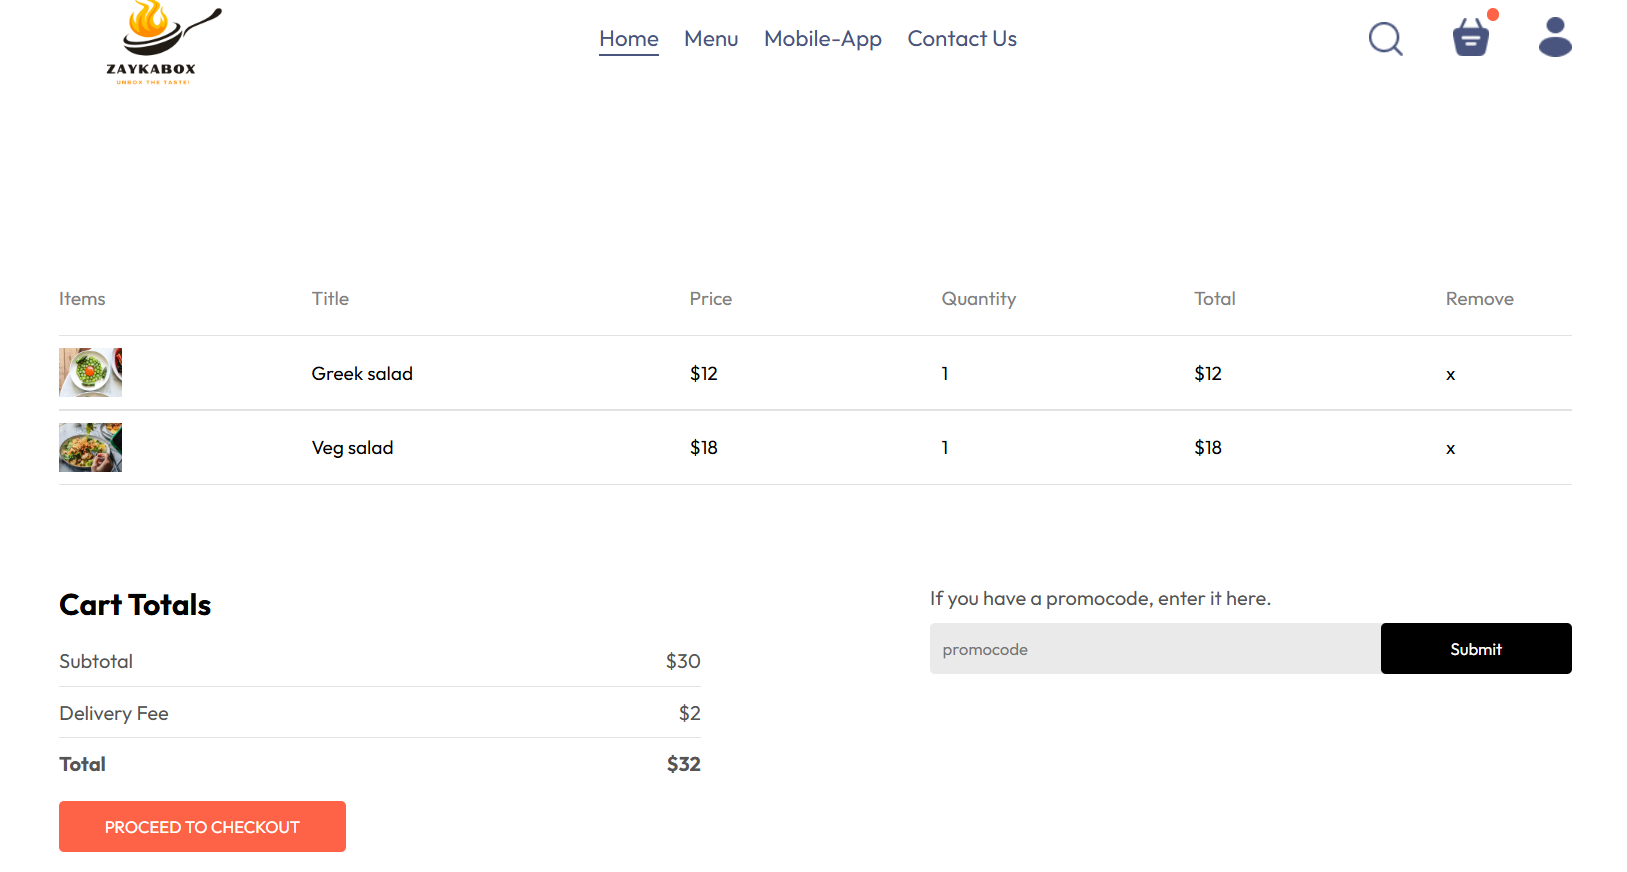 ZAYKABOX
UNBOX THE TASTE!
Home Menu Mobile-App Contact Us
Items Title Price Quantity Total Remove
Greek salad $12 1 $12 x
Veg salad $18 1 $18 x
Cart Totals
Subtotal $30
Delivery Fee $2
Total $32
PROCEED TO CHECKOUT
If you have a promocode, enter it here.
promocode Submit